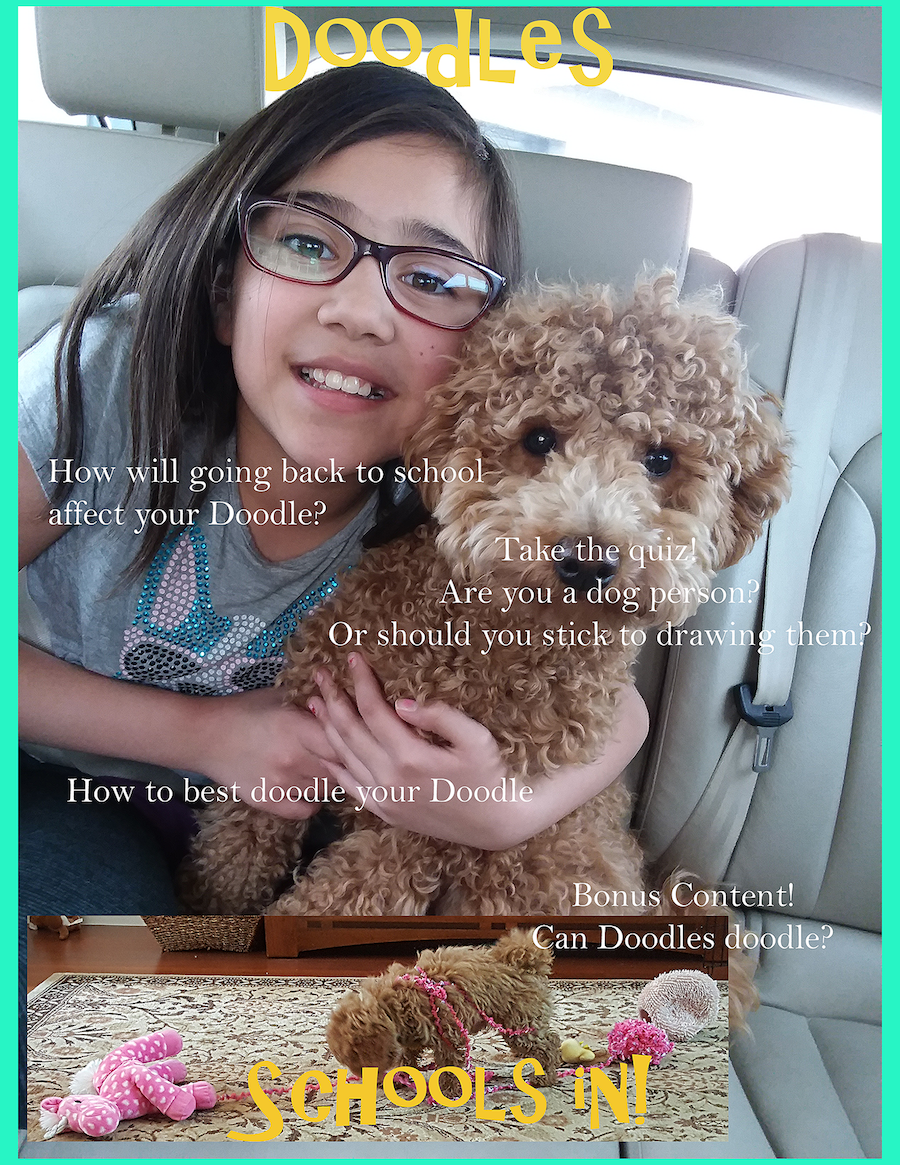 Doodles
How will going back to school
affect your Doodle?
Take the quiz!
Are you a dog person?
Or should you stick to drawing them?
How to best doodle your Doodle
Bonus Content!
Can Doodles doodle?
Schools in!